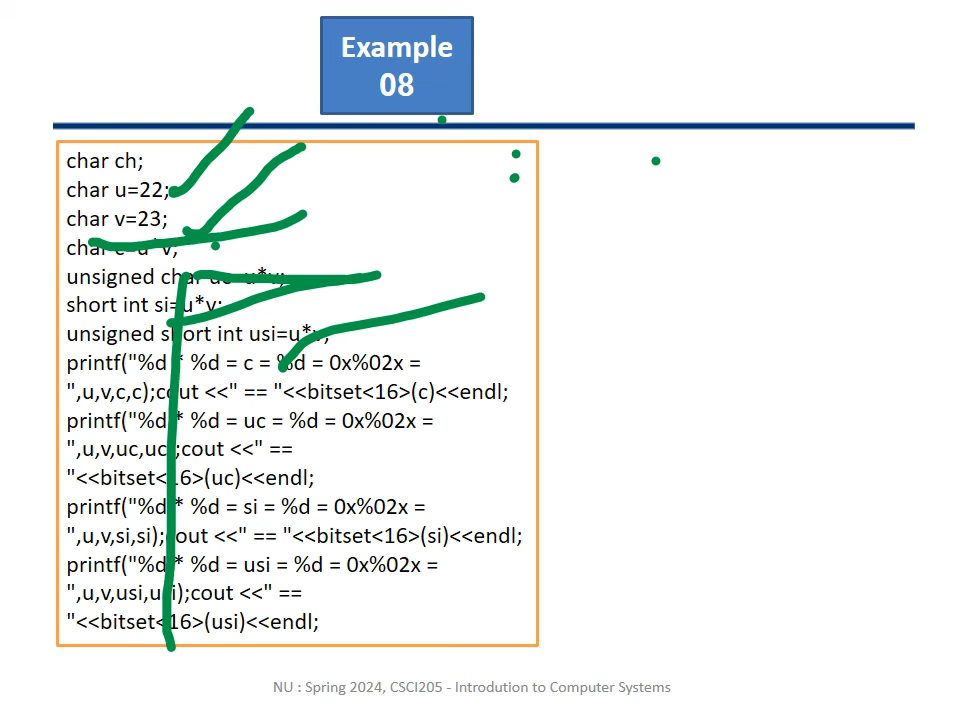 Example
08
char ch;
char u=22;
char v=23;
char c=u*v;
unsigned char uc=u*v;
short int si=u*v;
unsigned short int usi=u*v;
printf("%d * %d = c = %d = 0x%02x =
",u,v,c,c);cout <<" == "<<bitset<16>(c)<<endl;
printf("%d * %d = uc = %d = 0x%02x =
",u,v,uc,uc);cout <<" ==
"<<bitset<16>(uc)<<endl;
printf("%d * %d = si = %d = 0x%02x =
",u,v,si,si);cout <<" == "<<bitset<16>(si)<<endl;
printf("%d * %d = usi = %d = 0x%02x =
",u,v,usi,usi);cout <<" ==
"<<bitset<16>(usi)<<endl;
NU : Spring 2024, CSCI205 - Introdution to Computer Systems